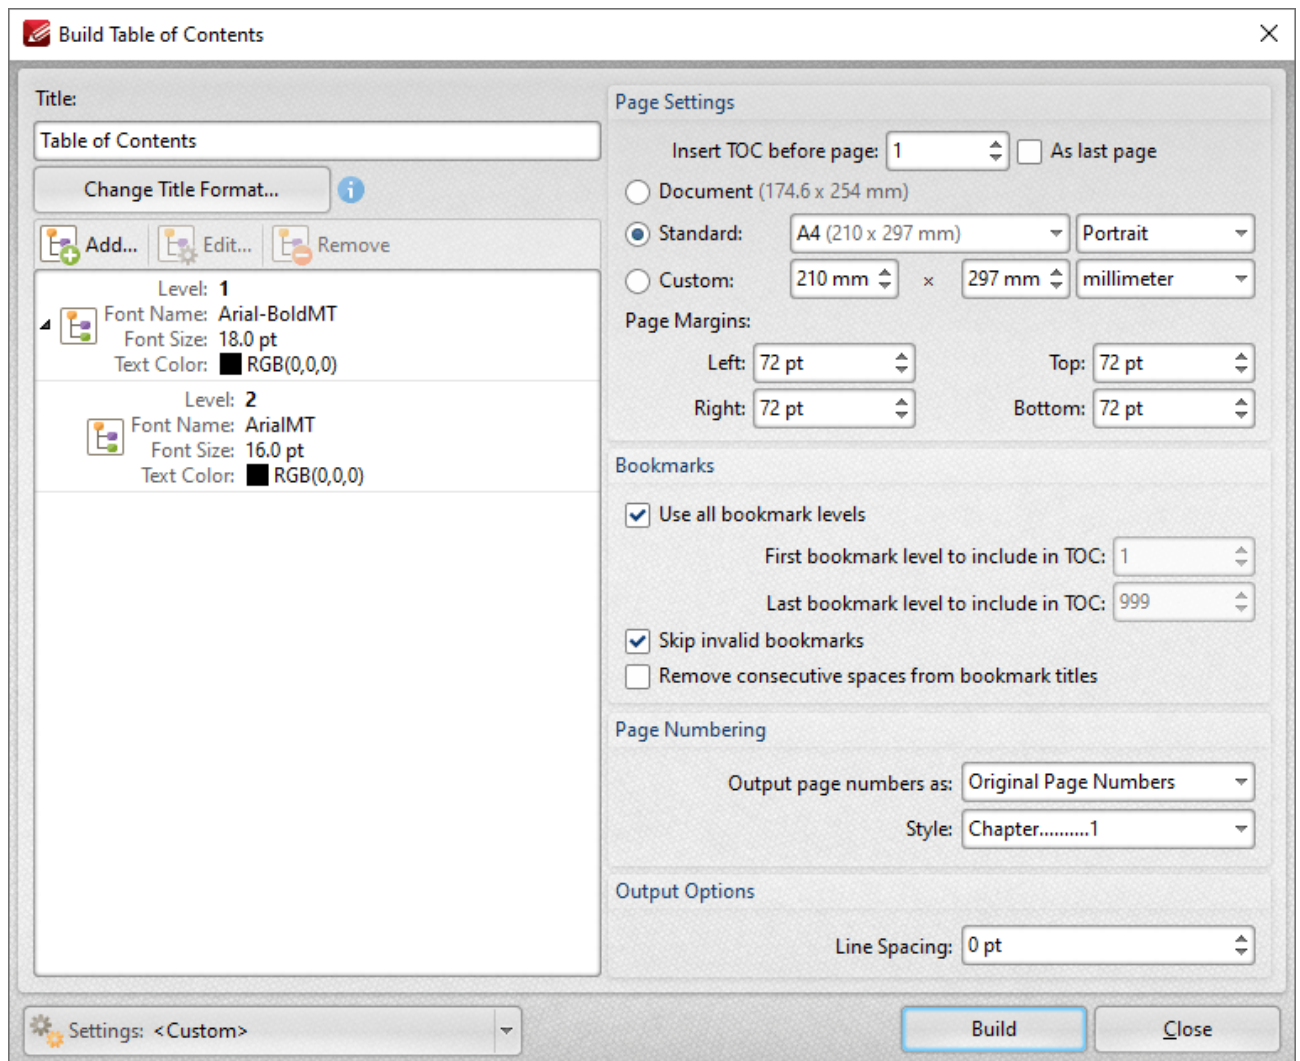 Build Table of Contents
Title:
Table of Contents
Change Title Format...
Add...
Edit...
Remove
Level: 1
Font Name: Arial-BoldMT
Font Size: 18.0 pt
Text Color: RGB(0,0,0)
Level: 2
Font Name: ArialMT
Font Size: 16.0 pt
Text Color: RGB(0,0,0)
Page Settings
Insert TOC before page: 1 As last page
Document (174.6 x 254 mm)
Standard: A4 (210 x 297 mm) Portrait
Custom: 210 mm × 297 mm millimeter
Page Margins:
Left: 72 pt Top: 72 pt
Right: 72 pt Bottom: 72 pt
Bookmarks
Use all bookmark levels
First bookmark level to include in TOC: 1
Last bookmark level to include in TOC: 999
Skip invalid bookmarks
Remove consecutive spaces from bookmark titles
Page Numbering
Output page numbers as: Original Page Numbers
Style: Chapter..........1
Output Options
Line Spacing: 0 pt
Settings: <Custom>
Build
Close